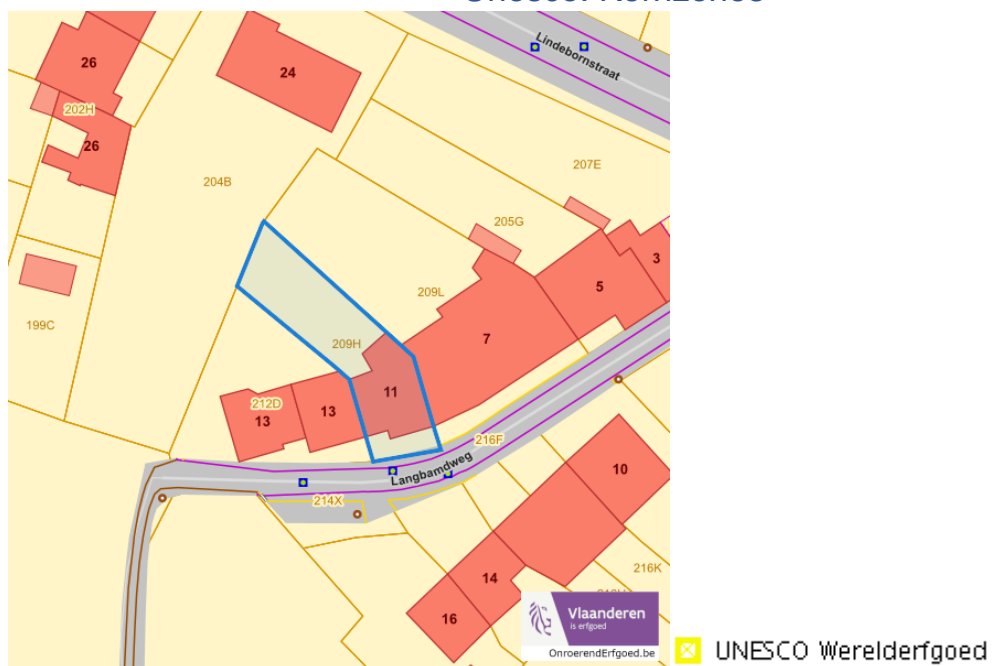 Lindebornstraat
26
24
202H
26
207E
204B
205G
3
5
199C
209L
7
209H
11
212D
13
13
216F
Langbamdweg
10
214X
216K
14
16
Vlaanderen
is erfgoed
OnroerendErfgoed.be
UNESCO Werelderfgoed